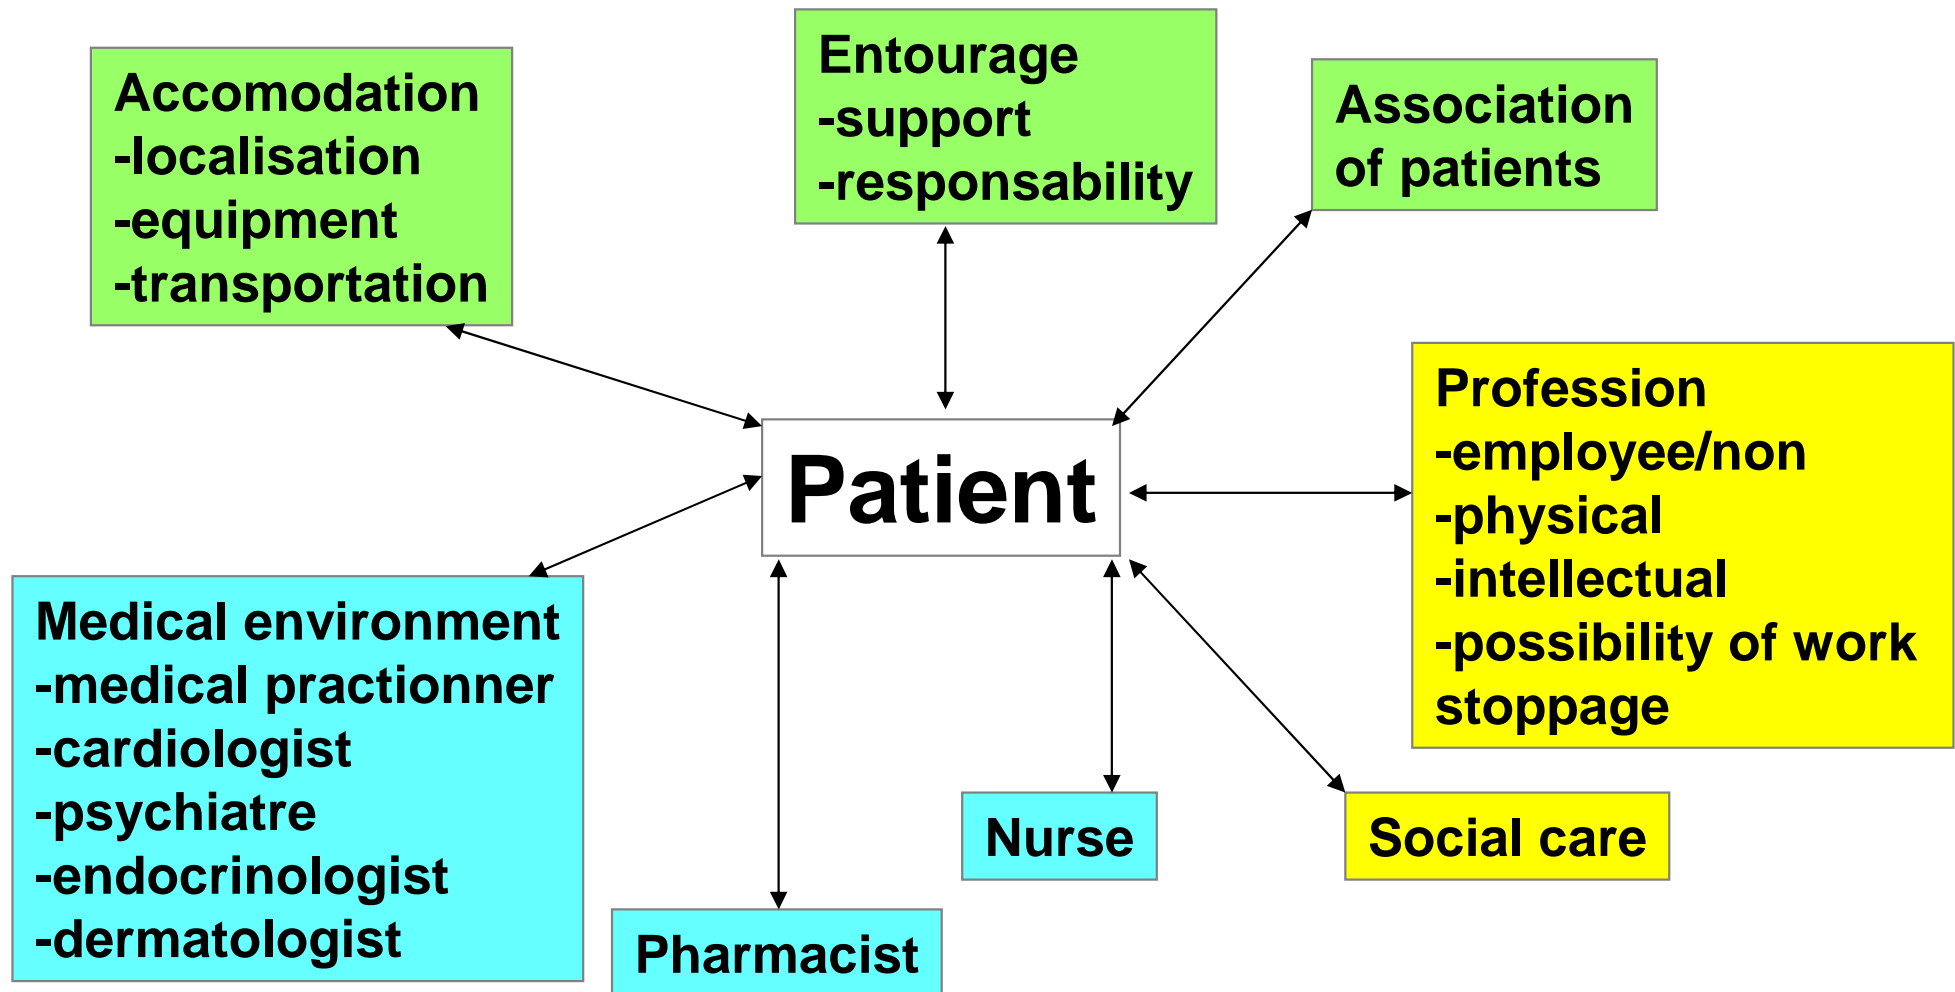 Accomodation
-localisation
-equipment
-transportation
Entourage
-support
-responsability
Association
of patients
Patient
Profession
-employee/non
-physical
-intellectual
-possibility of work
stoppage
Medical environment
-medical practionner
-cardiologist
-psychiatre
-endocrinologist
-dermatologist
Pharmacist
Nurse
Social care